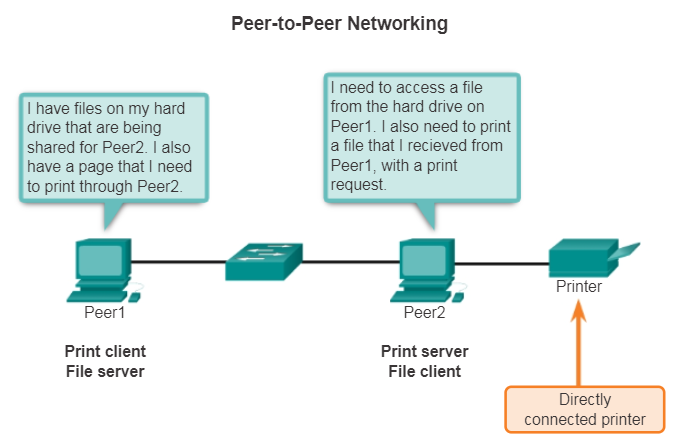 Peer-to-Peer Networking
I have files on my hard
drive that are being
shared for Peer2. I also
have a page that I need
to print through Peer2.
I need to access a file
from the hard drive on
Peer1. I also need to print
a file that I recieved from
Peer1, with a print
request.
Peer1
Peer2
Printer
Print client
File server
Print server
File client
Directly
connected printer